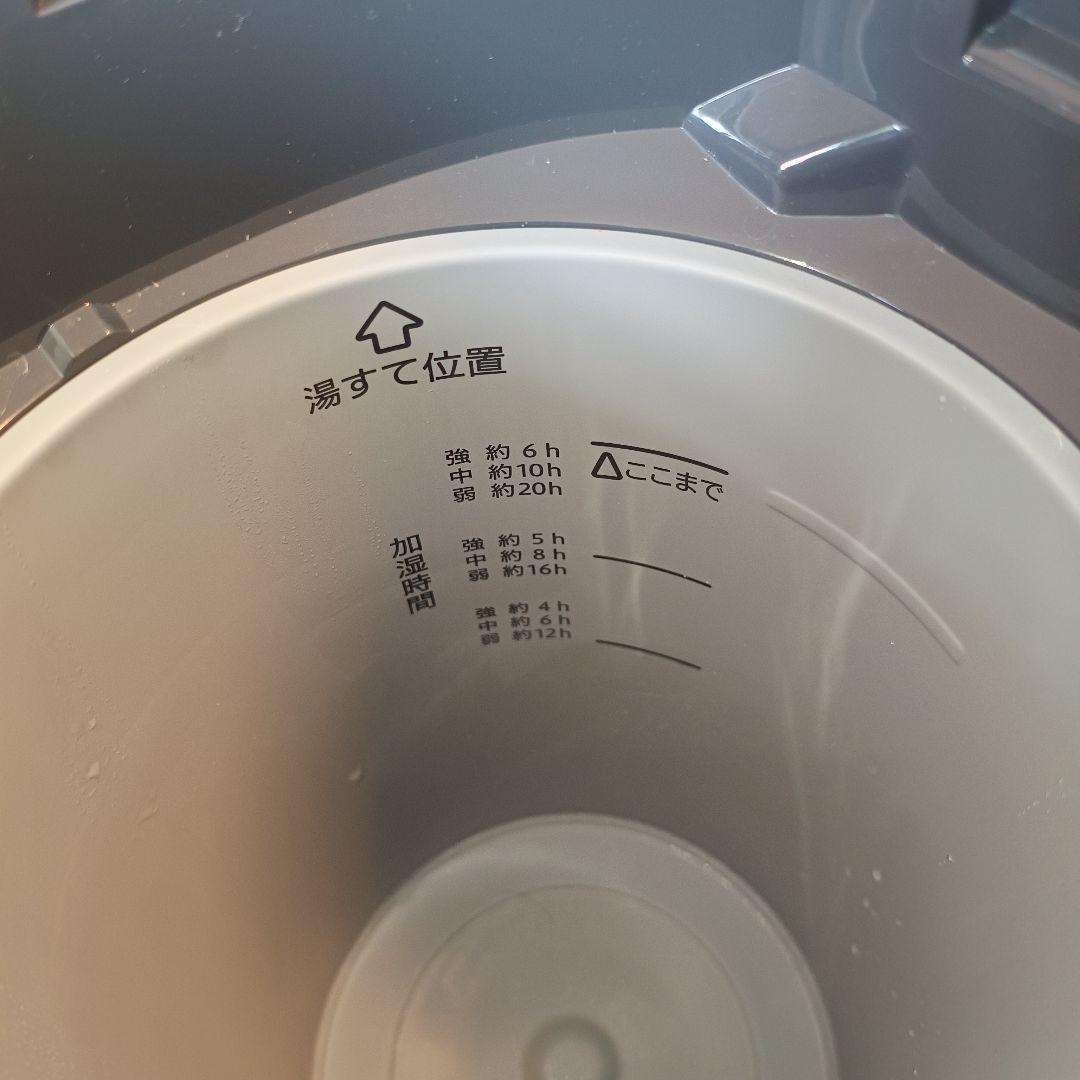 湯すて位置
強 約 6 h
中 約10h
弱 約20h
△ここまで
加湿時間
強 約 5 h
中 約 8 h
弱 約16h
強 約 4 h
中 約 6 h
弱 約12h